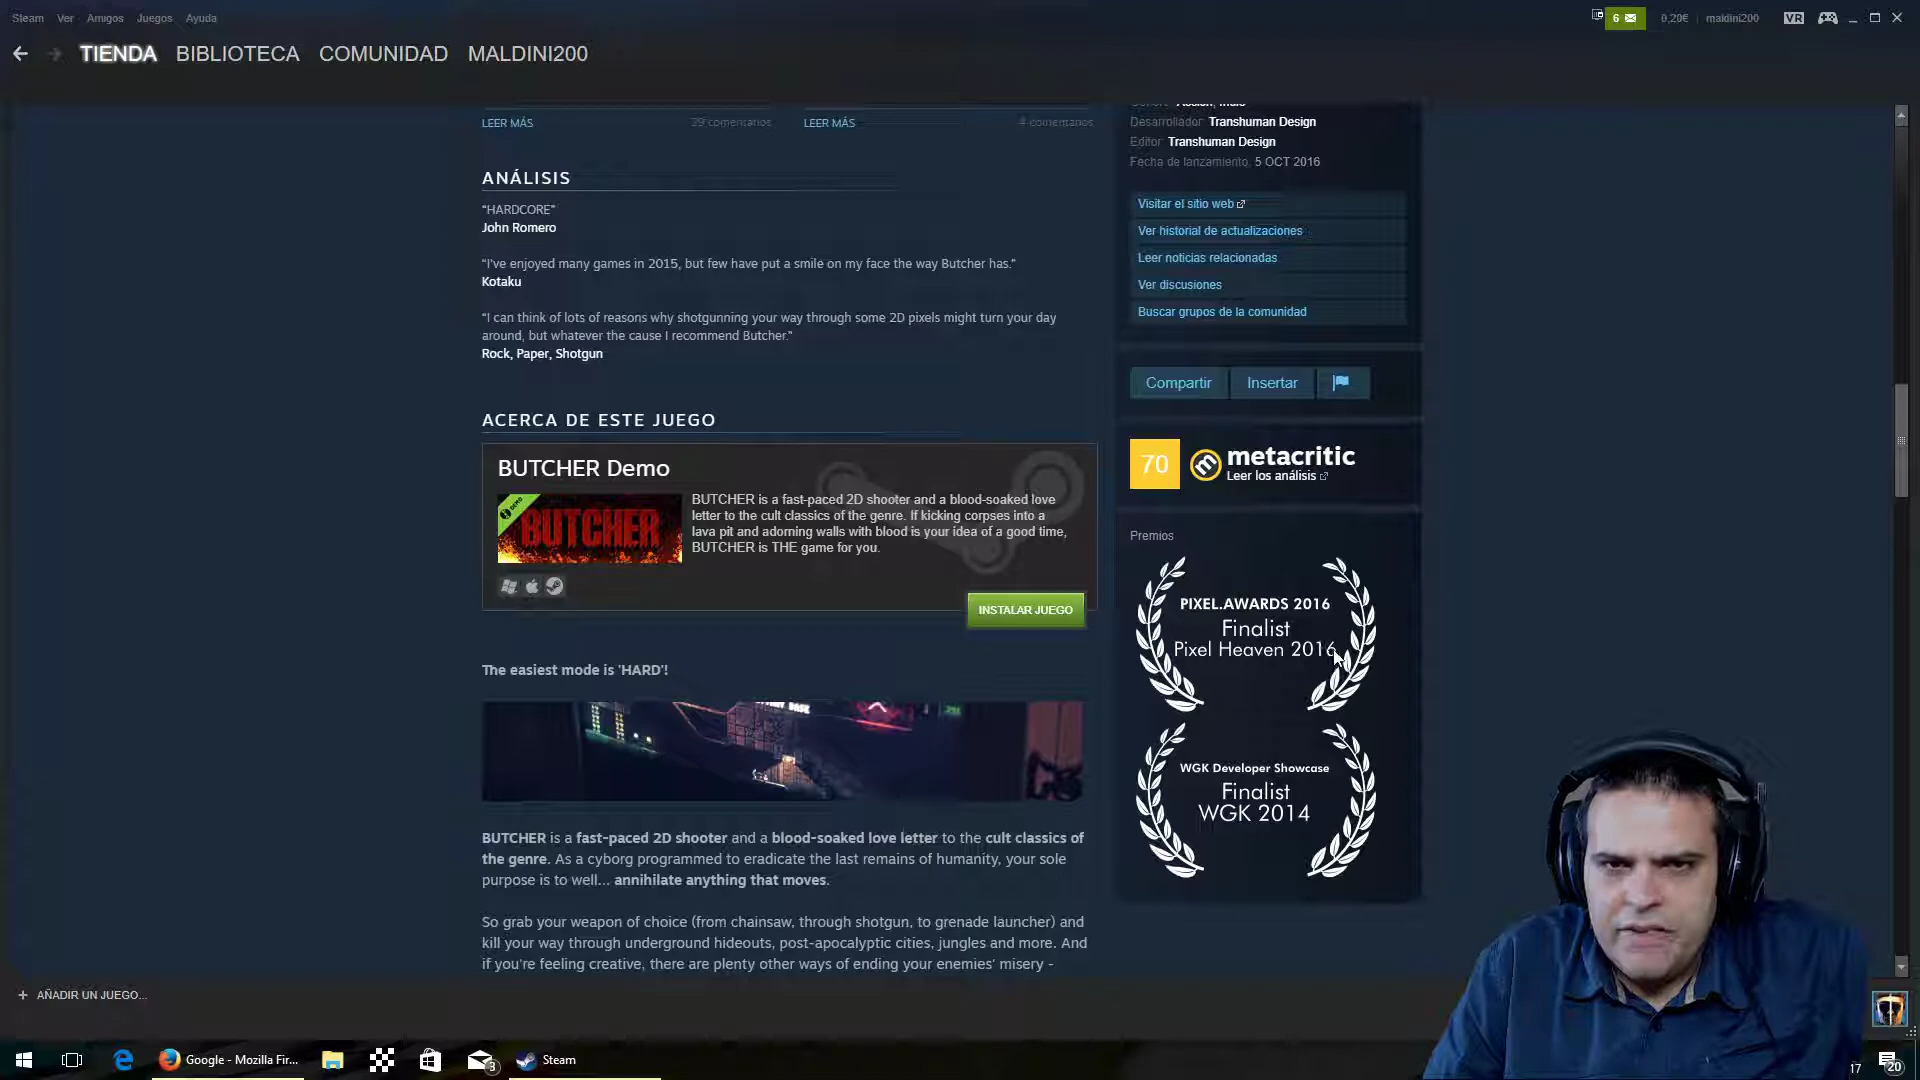 Steam Ver Amigos Juegos Ayuda
6
0,20€
maldini200
VR
TIENDA BIBLIOTECA COMUNIDAD MALDINI200
LEER MÁS 29 comentarios LEER MÁS 4 comentarios
ANÁLISIS
“HARDCORE”
John Romero
“I've enjoyed many games in 2015, but few have put a smile on my face the way Butcher has.”
Kotaku
“I can think of lots of reasons why shotgunning your way through some 2D pixels might turn your day
around, but whatever the cause I recommend Butcher.”
Rock, Paper, Shotgun
ACERCA DE ESTE JUEGO
BUTCHER Demo
DEMO
BUTCHER
BUTCHER is a fast-paced 2D shooter and a blood-soaked love
letter to the cult classics of the genre. If kicking corpses into a
lava pit and adorning walls with blood is your idea of a good time,
BUTCHER is THE game for you.
INSTALAR JUEGO
The easiest mode is 'HARD'!
BUTCHER is a fast-paced 2D shooter and a blood-soaked love letter to the cult classics of
the genre. As a cyborg programmed to eradicate the last remains of humanity, your sole
purpose is to well... annihilate anything that moves.
So grab your weapon of choice (from chainsaw, through shotgun, to grenade launcher) and
kill your way through underground hideouts, post-apocalyptic cities, jungles and more. And
if you're feeling creative, there are plenty other ways of ending your enemies' misery -
Desarrollador: Transhuman Design
Editor: Transhuman Design
Fecha de lanzamiento: 5 OCT 2016
Visitar el sitio web
Ver historial de actualizaciones
Leer noticias relacionadas
Ver discusiones
Buscar grupos de la comunidad
Compartir Insertar
70
metacritic
Leer los análisis
Premios
PIXEL.AWARDS 2016
Finalist
Pixel Heaven 2016
WGK Developer Showcase
Finalist
WGK 2014
+ AÑADIR UN JUEGO...
Google - Mozilla Fir...
3
Steam
17
20